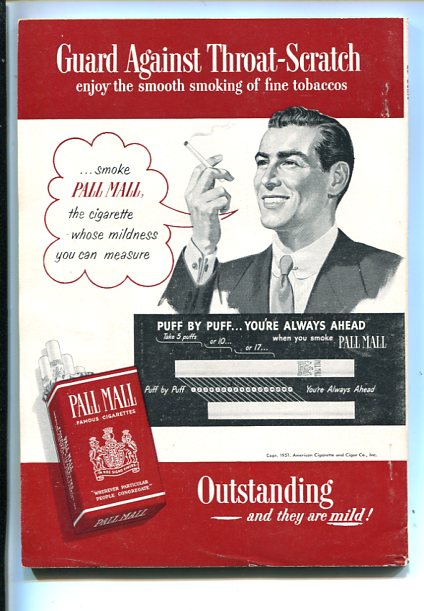 Guard Against Throat-Scratch
enjoy the smooth smoking of fine tobaccos
...smoke
PALL MALL,
the cigarette
whose mildness
you can measure
PUFF BY PUFF...YOU'RE ALWAYS AHEAD
Take 5 puffs
or 10...
or 17...
when you smoke PALL MALL
Puff by Puff
You're Always Ahead
PALL MALL
FAMOUS CIGARETTES
"WHEREVER PARTICULAR
PEOPLE CONGREGATE"
PALL MALL
Copr. 1951, American Cigarette and Cigar Co., Inc.
Outstanding
— and they are mild!